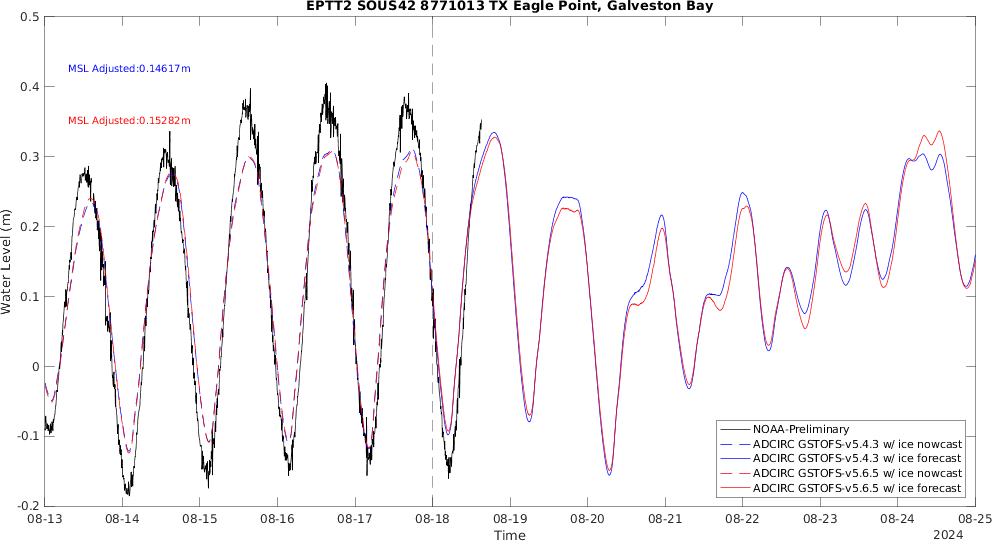 EPTT2 SOUS42 8771013 TX Eagle Point, Galveston Bay
0.5
0.4
0.3
0.2
0.1
0
-0.1
-0.2
Water Level (m)
MSL Adjusted:0.14617m
MSL Adjusted:0.15282m
NOAA-Preliminary
ADCIRC GSTOFS-v5.4.3 w/ ice nowcast
ADCIRC GSTOFS-v5.4.3 w/ ice forecast
ADCIRC GSTOFS-v5.6.5 w/ ice nowcast
ADCIRC GSTOFS-v5.6.5 w/ ice forecast
08-13 08-14 08-15 08-16 08-17 08-18 08-19 08-20 08-21 08-22 08-23 08-24 08-25
Time
2024